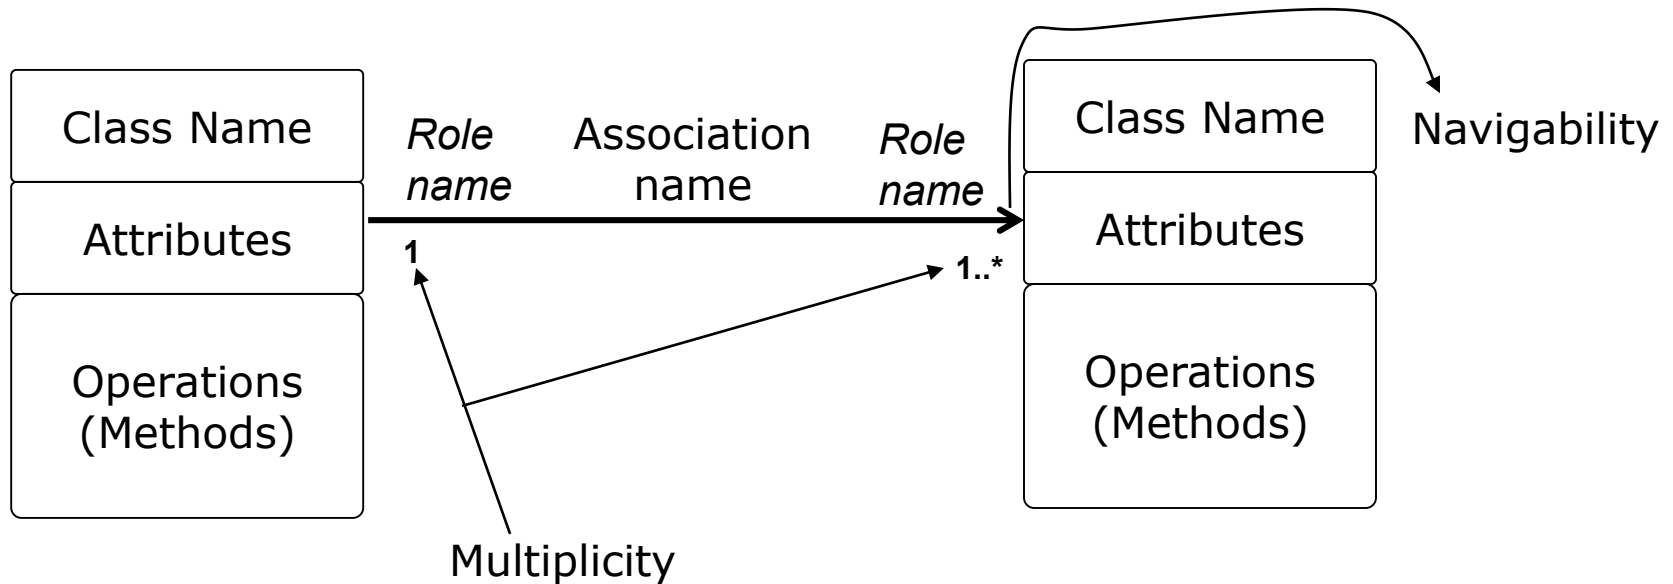 Class Name
Attributes
Operations
(Methods)
Role
name
Association
name
Role
name
1
1..*
Multiplicity
Class Name
Attributes
Operations
(Methods)
Navigability